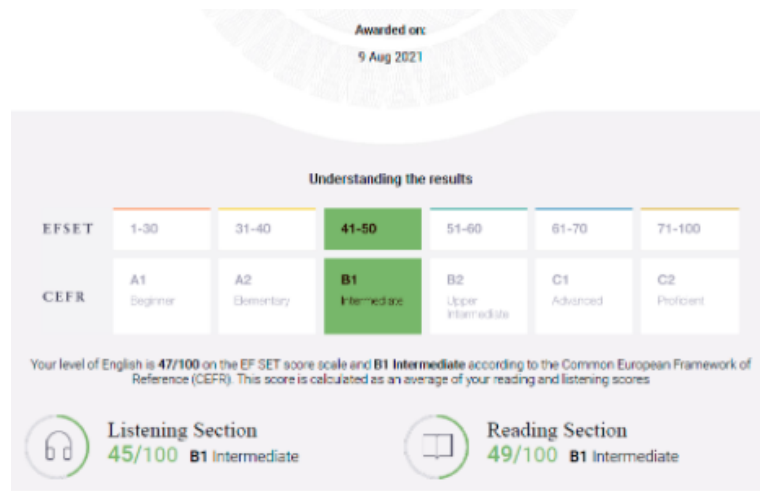 Awarded on:
9 Aug 2021
Understanding the results
EFSET 1-30 31-40 41-50 51-60 61-70 71-100
CEFR A1 A2 B1 B2 C1 C2
Beginner Elementary Intermediate Upper Intermediate Advanced Proficient
Your level of English is 47/100 on the EF SET score scale and B1 Intermediate according to the Common European Framework of
Reference (CEFR). This score is calculated as an average of your reading and listening scores
Listening Section
45/100 B1 Intermediate
Reading Section
49/100 B1 Intermediate